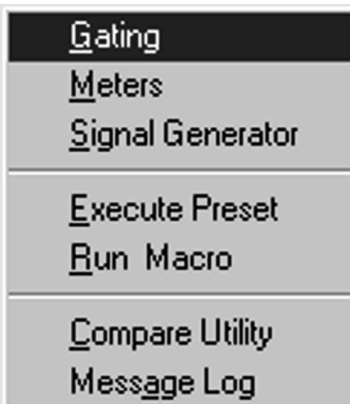 Gating
Meters
Signal Generator
Execute Preset
Run Macro
Compare Utility
Message Log